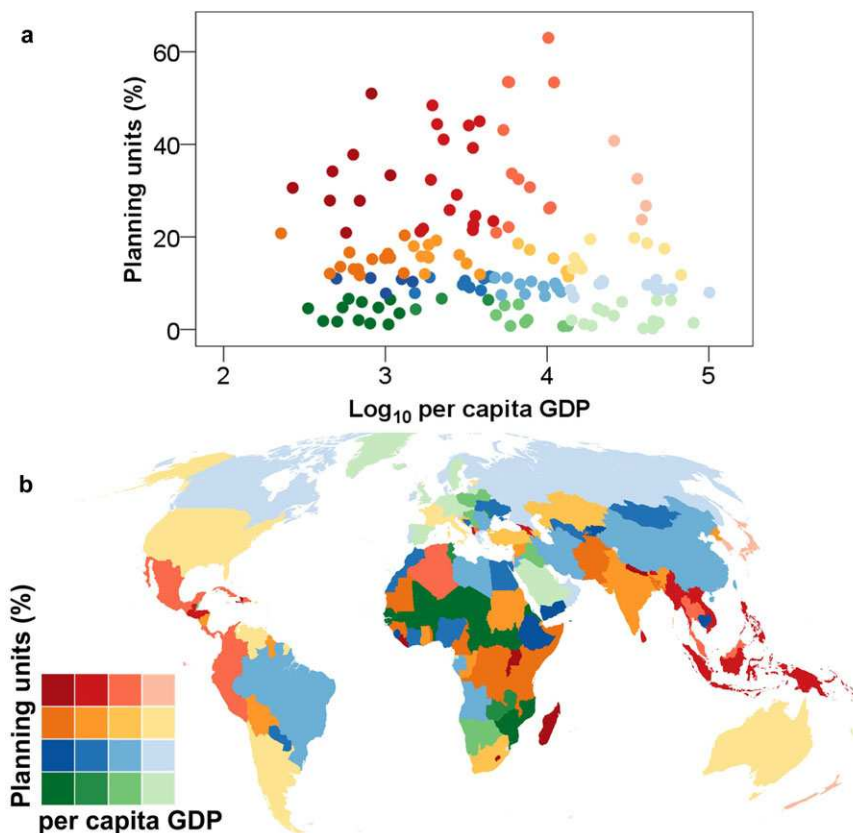 a
Planning units (%)
60
40
20
0
2 3 4 5
Log10 per capita GDP
b
Planning units (%)
per capita GDP